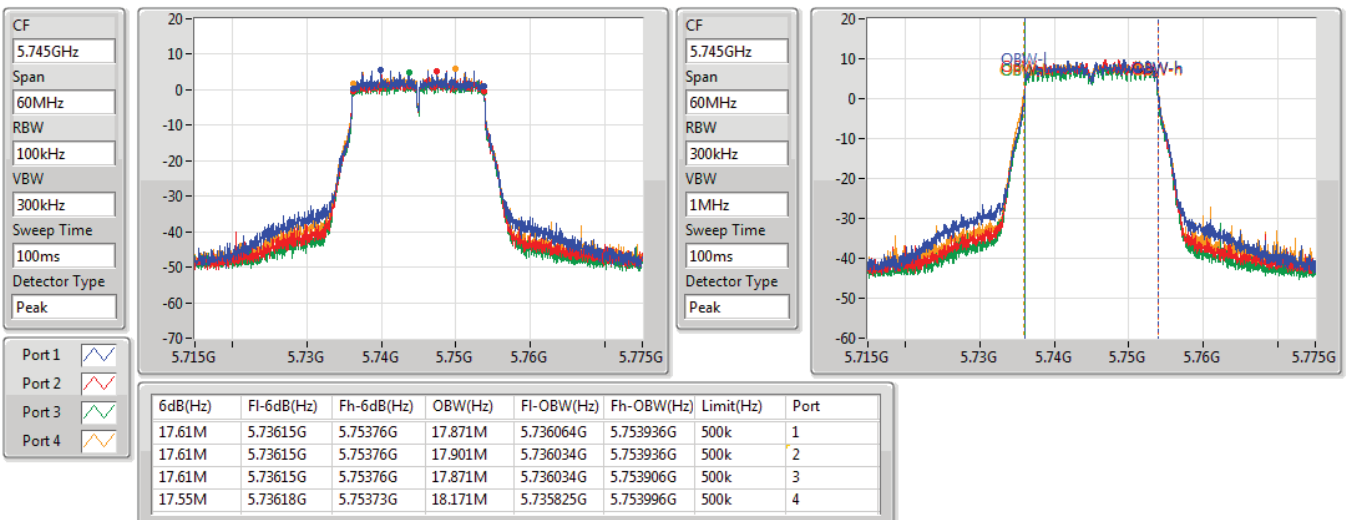 CF
5.745GHz
Span
60MHz
RBW
100kHz
VBW
300kHz
Sweep Time
100ms
Detector Type
Peak
20
10
0
-10
-20
-30
-40
-50
-60
-70
5.715G 5.73G 5.74G 5.75G 5.76G 5.775G
CF
5.745GHz
Span
60MHz
RBW
300kHz
VBW
1MHz
Sweep Time
100ms
Detector Type
Peak
20
10
0
-10
-20
-30
-40
-50
-60
OBW-l
OBW-h
5.715G 5.73G 5.74G 5.75G 5.76G 5.775G
Port 1
Port 2
Port 3
Port 4
6dB(Hz) Fl-6dB(Hz) Fh-6dB(Hz) OBW(Hz) Fl-OBW(Hz) Fh-OBW(Hz) Limit(Hz) Port
17.61M 5.73615G 5.75376G 17.871M 5.736064G 5.753936G 500k 1
17.61M 5.73615G 5.75376G 17.901M 5.736034G 5.753936G 500k 2
17.61M 5.73615G 5.75376G 17.871M 5.736034G 5.753906G 500k 3
17.55M 5.73618G 5.75373G 18.171M 5.735825G 5.753996G 500k 4